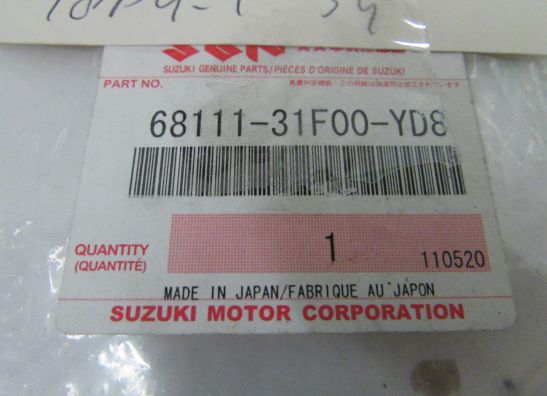 SUZUKI GENUINE PARTS/PIÈCES D'ORIGINE DE SUZUKI
PART NO.
68111-31F00-YD8
QUANTITY
(QUANTITÉ)
1
110520
MADE IN JAPAN/FABRIQUE AU JAPON
SUZUKI MOTOR CORPORATION